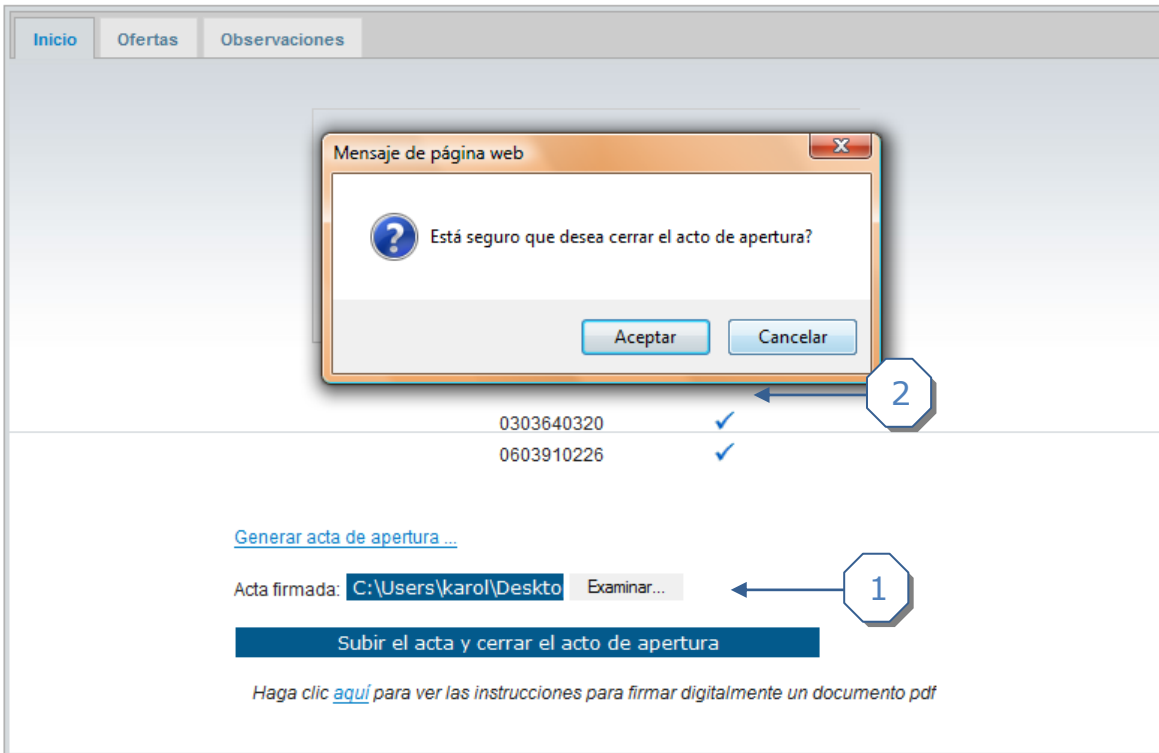 Inicio Ofertas Observaciones
Mensaje de página web
Está seguro que desea cerrar el acto de apertura?
Aceptar Cancelar
2
0303640320
0603910226
Generar acta de apertura ...
Acta firmada: C:\Users\karol\Deskto Examinar...
1
Subir el acta y cerrar el acto de apertura
Haga clic aquí para ver las instrucciones para firmar digitalmente un documento pdf